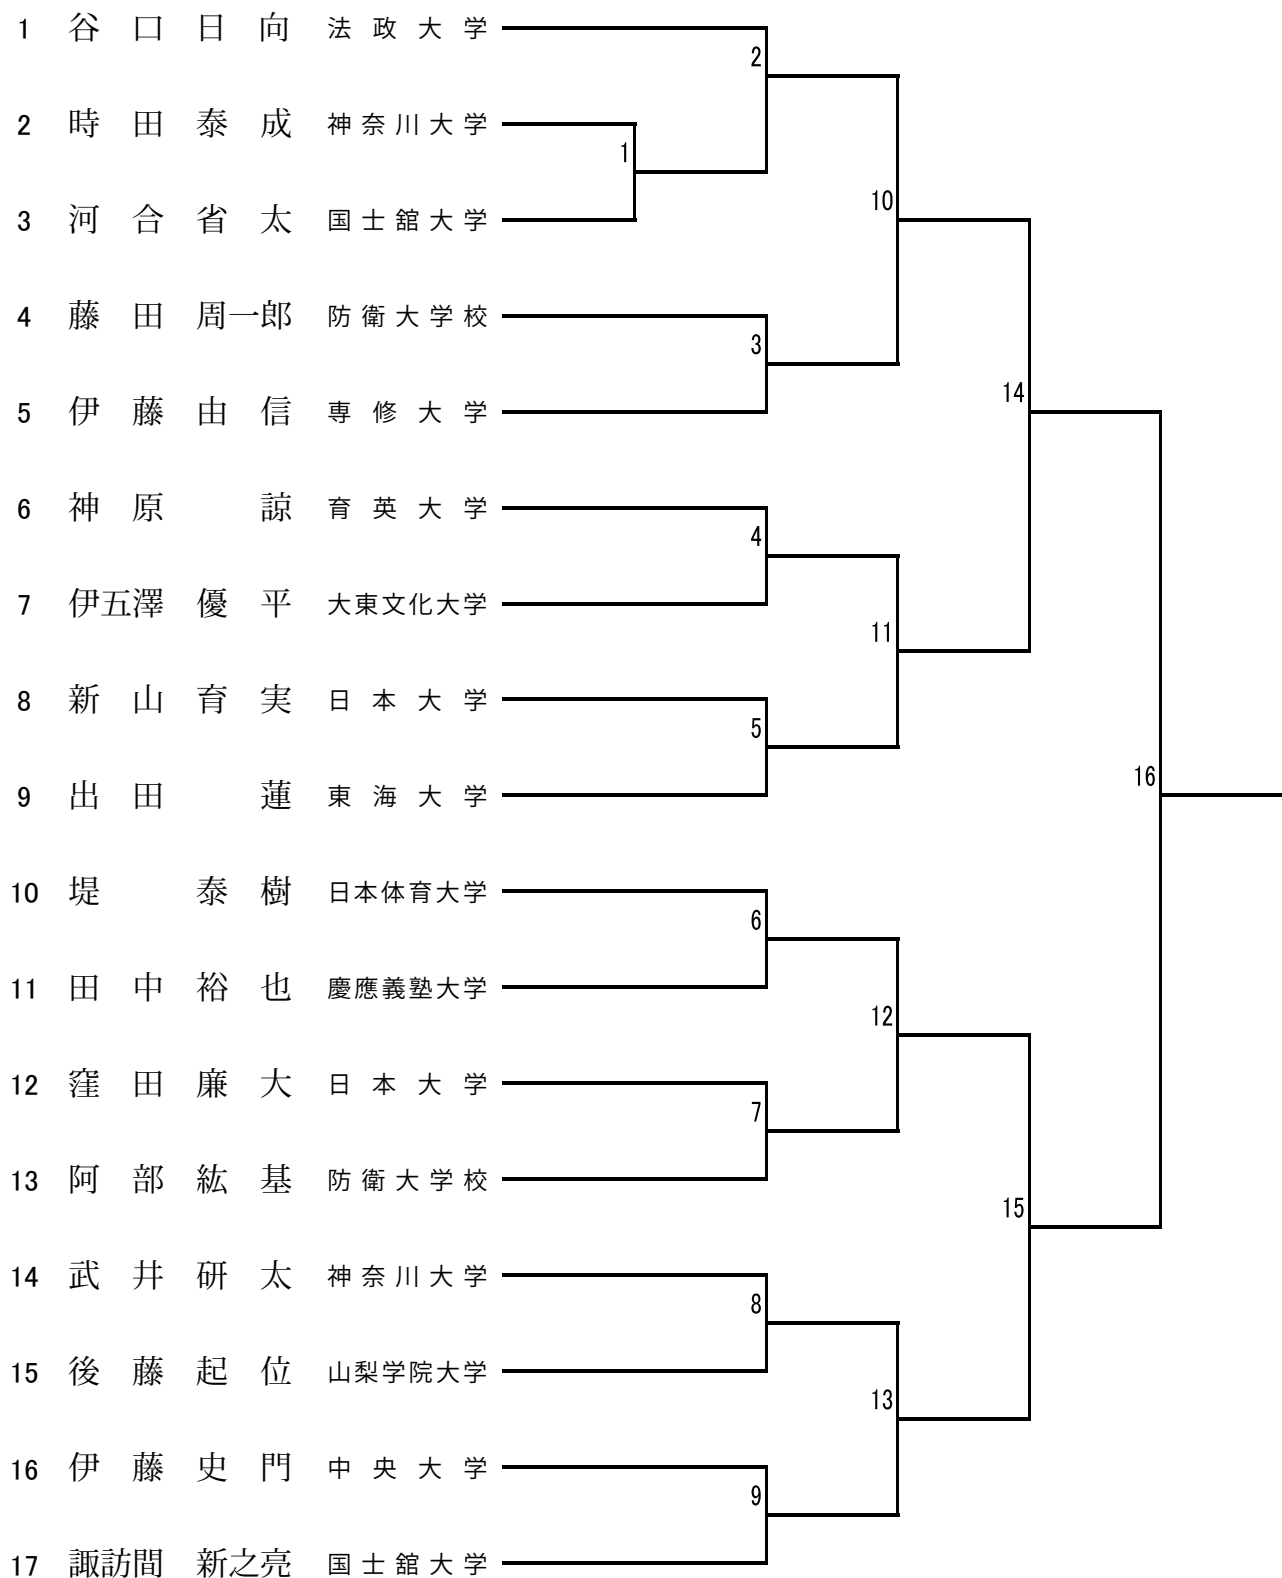 1 谷口日向 法政大学
2
2 時田泰成 神奈川大学
1
10
3 河合省太 国士舘大学
4 藤田周一郎 防衛大学校
3
14
5 伊藤由信 専修大学
6 神原諒 育英大学
4
7 伊五澤優平 大東文化大学
11
8 新山育実 日本大学
5
16
9 出田蓮 東海大学
10 堤泰樹 日本体育大学
6
11 田中裕也 慶應義塾大学
12
12 窪田廉大 日本大学
7
13 阿部紘基 防衛大学校
15
14 武井研太 神奈川大学
8
15 後藤起位 山梨学院大学
13
16 伊藤史門 中央大学
9
17 諏訪間新之亮 国士舘大学